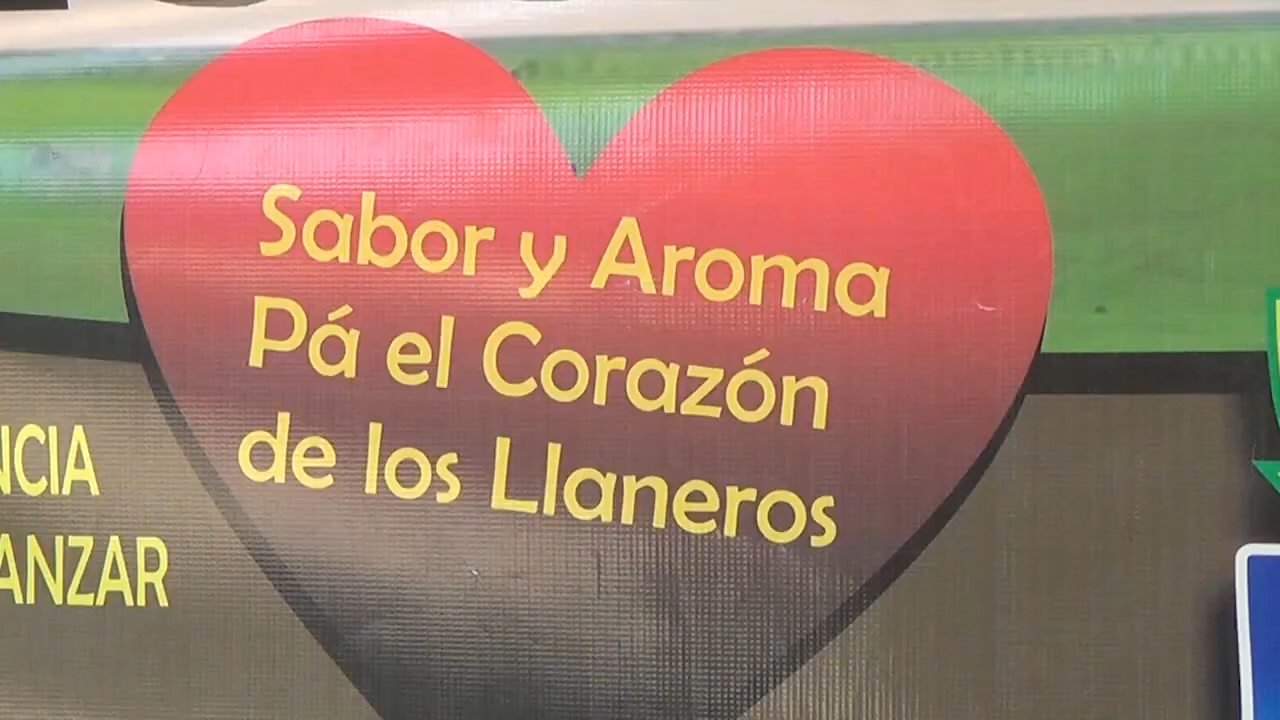 Sabor y Aroma
Pá el Corazón
de los Llaneros
NCIA
ANZAR